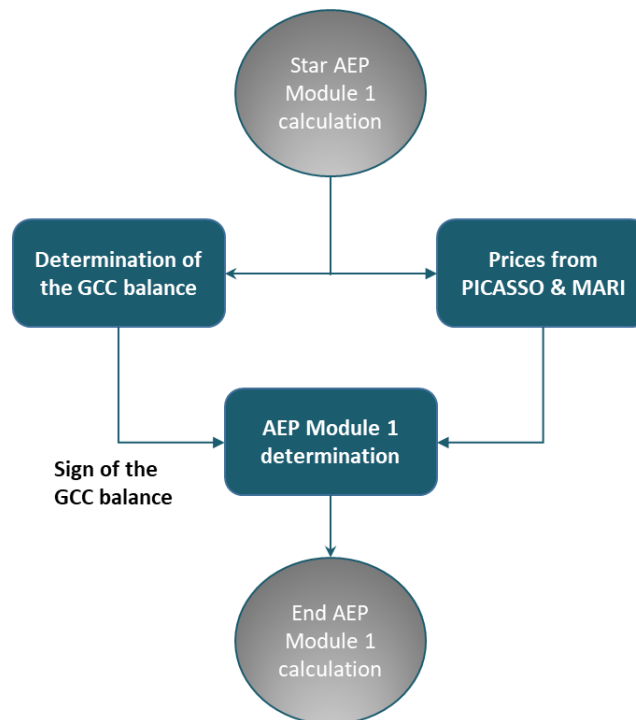 Star AEP
Module 1
calculation
Determination of
the GCC balance
Prices from
PICASSO & MARI
AEP Module 1
determination
Sign of the
GCC balance
End AEP
Module 1
calculation